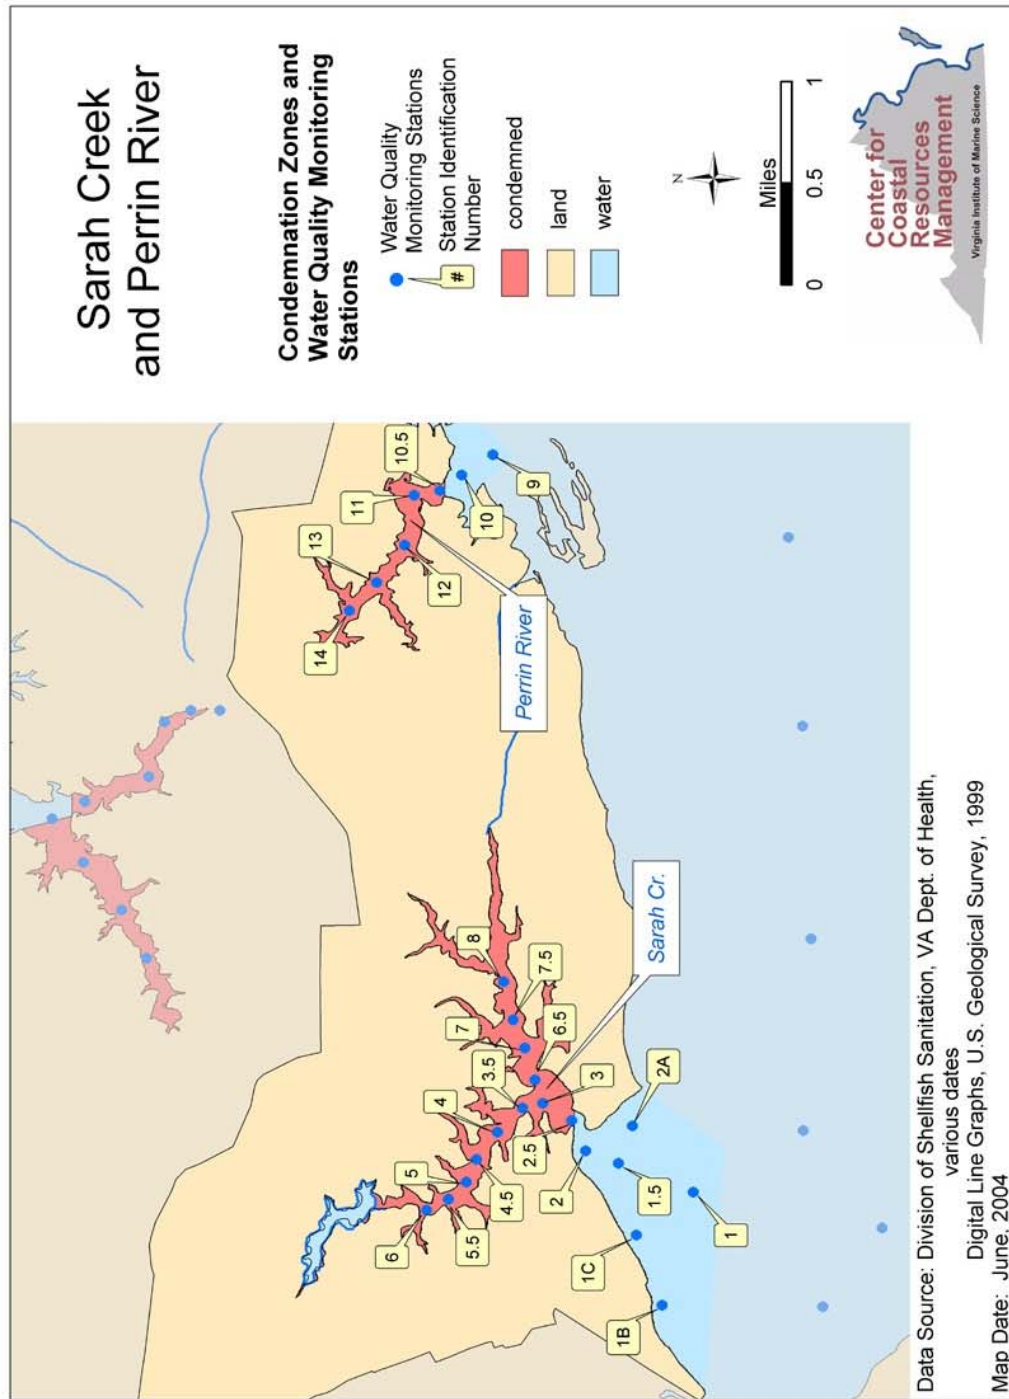 Sarah Creek
and Perrin River
Condemnation Zones and
Water Quality Monitoring
Stations
Water Quality
Monitoring Stations
#
Station Identification
Number
condemned
land
water
N
Miles
0
0.5
1
Center for
Coastal
Resources
Management
Virginia Institute of Marine Science
14
13
11
10.5
12
10
9
Perrin River
8
7
7.5
3.5
6.5
4
3
5
2.5
2A
6
4.5
5.5
2
1.5
1C
1
1B
Sarah Cr.
Data Source: Division of Shellfish Sanitation, VA Dept. of Health,
various dates
Digital Line Graphs, U.S. Geological Survey, 1999
Map Date: June, 2004